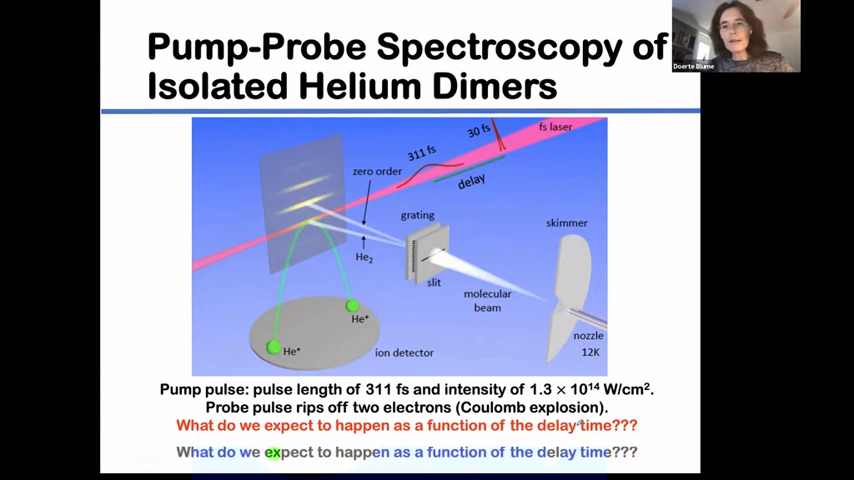 Pump-Probe Spectroscopy of
Isolated Helium Dimers
Doerte Blume
30 fs
fs laser
311 fs
zero order
delay
grating
skimmer
He2
slit
molecular
beam
nozzle
12K
He+
He+
ion detector
Pump pulse: pulse length of 311 fs and intensity of 1.3 × 10¹⁴ W/cm².
Probe pulse rips off two electrons (Coulomb explosion).
What do we expect to happen as a function of the delay time???
What do we expect to happen as a function of the delay time???